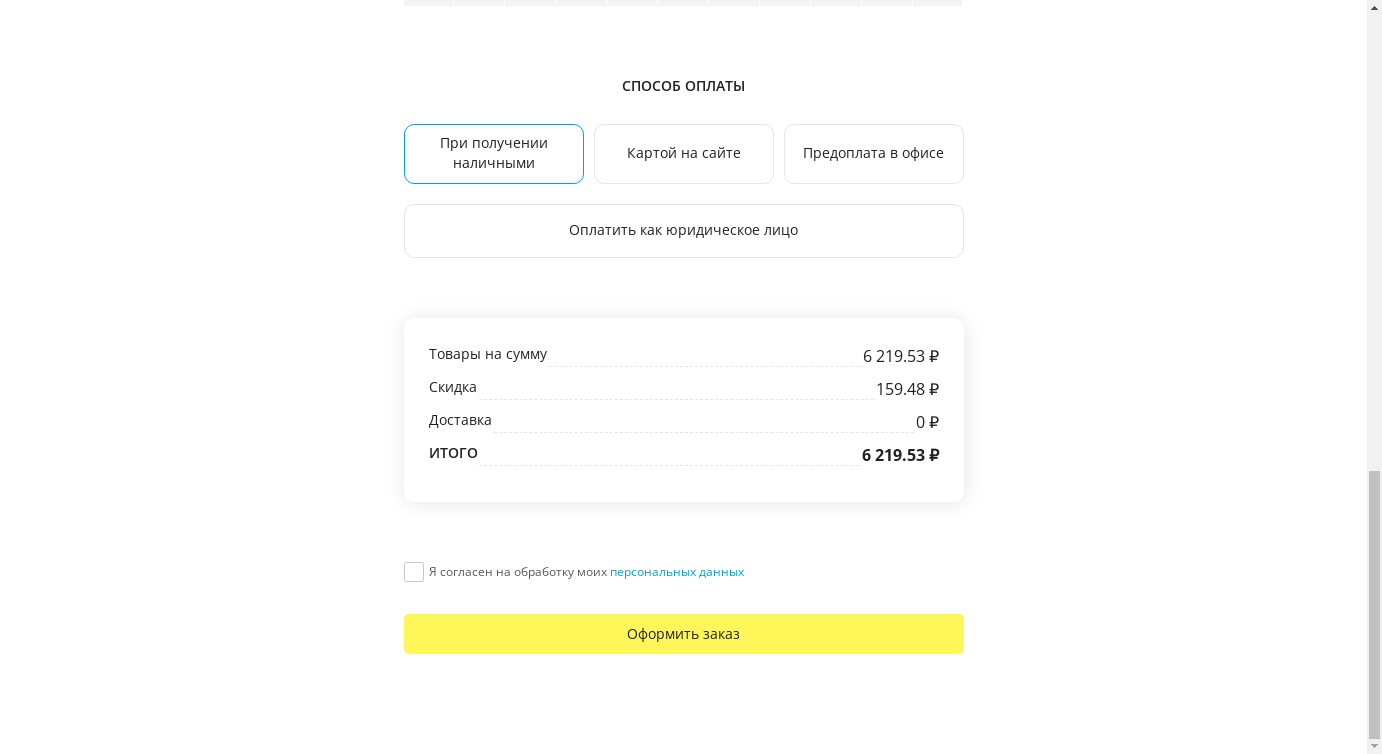 СПОСОБ ОПЛАТЫ
При получении
наличными
Картой на сайте
Предоплата в офисе
Оплатить как юридическое лицо
Товары на сумму 6 219.53 ₽
Скидка 159.48 ₽
Доставка 0 ₽
ИТОГО 6 219.53 ₽
Я согласен на обработку моих персональных данных
Оформить заказ